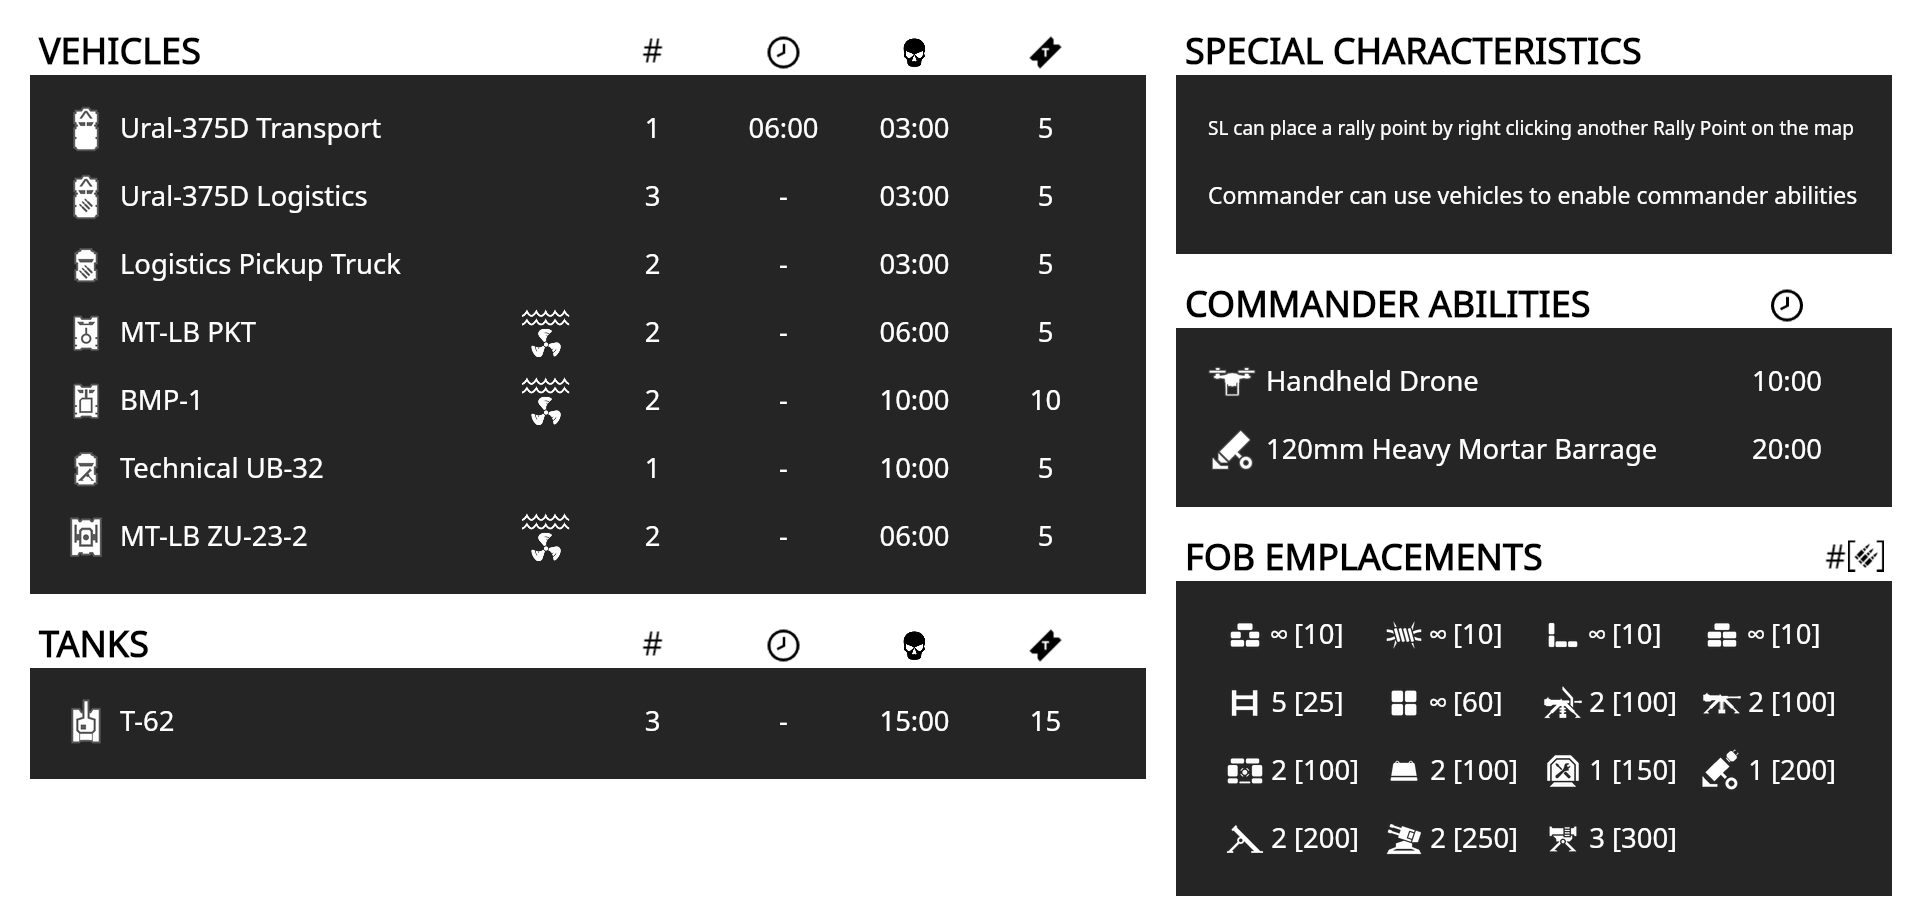 VEHICLES #
Ural-375D Transport 1 06:00 03:00 5
Ural-375D Logistics 3 - 03:00 5
Logistics Pickup Truck 2 - 03:00 5
MT-LB PKT 2 - 06:00 5
BMP-1 2 - 10:00 10
Technical UB-32 1 - 10:00 5
MT-LB ZU-23-2 2 - 06:00 5
TANKS #
T-62 3 - 15:00 15
SPECIAL CHARACTERISTICS
SL can place a rally point by right clicking another Rally Point on the map
Commander can use vehicles to enable commander abilities
COMMANDER ABILITIES
Handheld Drone 10:00
120mm Heavy Mortar Barrage 20:00
FOB EMPLACEMENTS #[ ]
∞ [10] ∞ [10] ∞ [10] ∞ [10]
5 [25] ∞ [60] 2 [100] 2 [100]
2 [100] 2 [100] 1 [150] 1 [200]
2 [200] 2 [250] 3 [300]